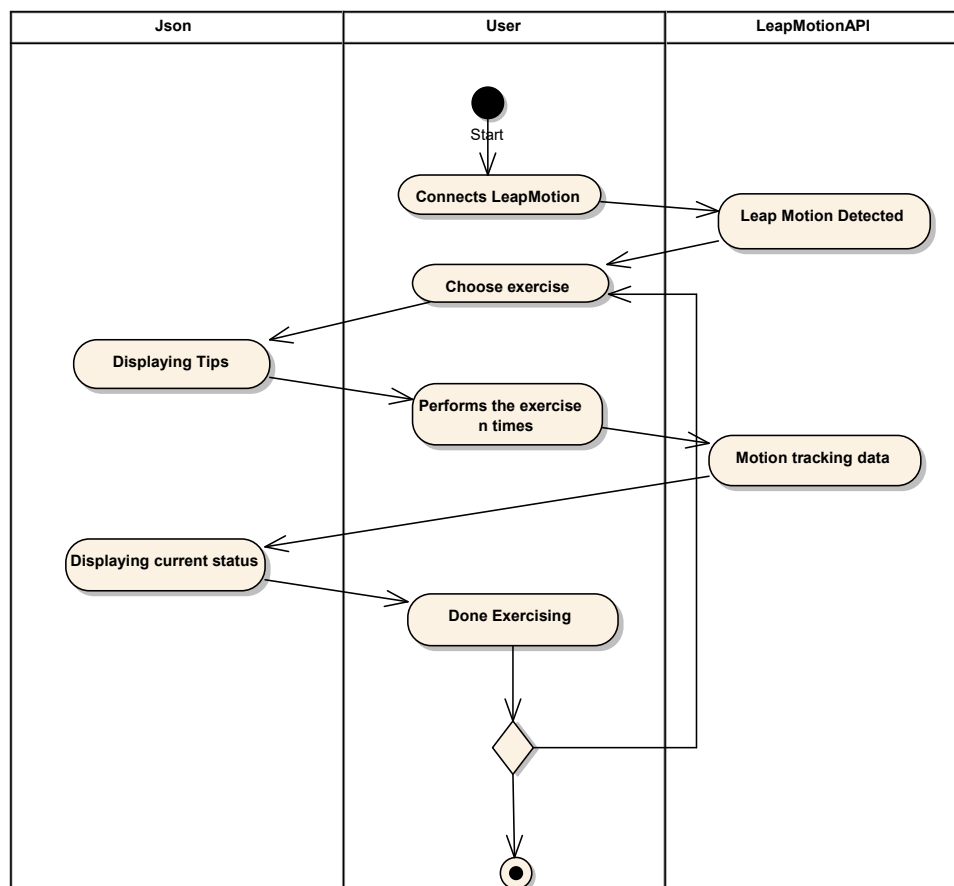 Json
User
LeapMotionAPI
Start
Connects LeapMotion
Leap Motion Detected
Choose exercise
Displaying Tips
Performs the exercise
n times
Motion tracking data
Displaying current status
Done Exercising